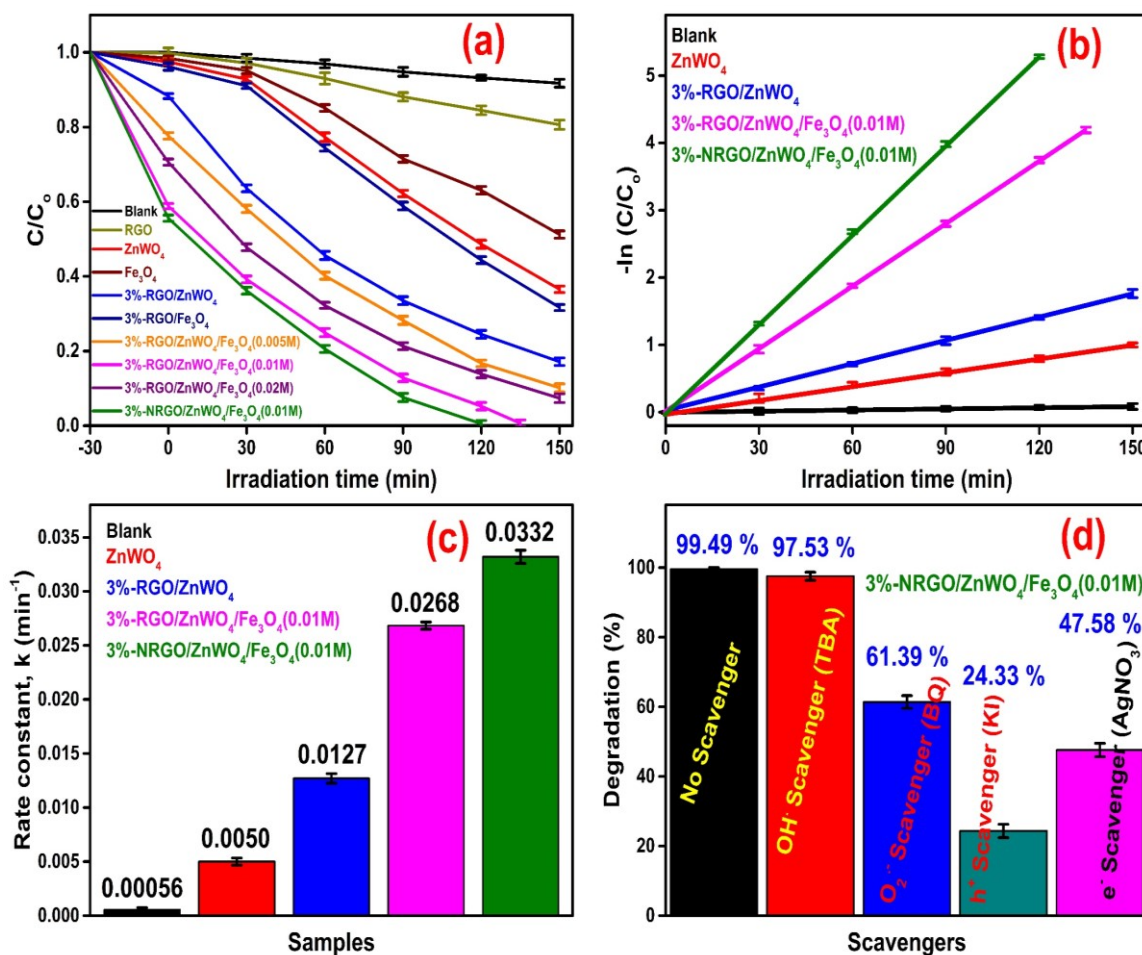 (a)
C/Co
1.0
0.8
0.6
0.4
0.2
0.0
Blank
RGO
ZnWO4
Fe3O4
3%-RGO/ZnWO4
3%-RGO/Fe3O4
3%-RGO/ZnWO4/Fe3O4(0.005M)
3%-RGO/ZnWO4/Fe3O4(0.01M)
3%-RGO/ZnWO4/Fe3O4(0.02M)
3%-NRGO/ZnWO4/Fe3O4(0.01M)
-30 0 30 60 90 120 150
Irradiation time (min)
(b)
Blank
ZnWO4
3%-RGO/ZnWO4
3%-RGO/ZnWO4/Fe3O4(0.01M)
3%-NRGO/ZnWO4/Fe3O4(0.01M)
-ln (C/Co)
5
4
3
2
1
0
0 30 60 90 120 150
Irradiation time (min)
(c)
Blank
ZnWO4
3%-RGO/ZnWO4
3%-RGO/ZnWO4/Fe3O4(0.01M)
3%-NRGO/ZnWO4/Fe3O4(0.01M)
Rate constant, k (min-1)
0.035
0.030
0.025
0.020
0.015
0.010
0.005
0.000
0.00056
0.0050
0.0127
0.0268
0.0332
Samples
(d)
3%-NRGO/ZnWO4/Fe3O4(0.01M)
Degradation (%)
100
80
60
40
20
0
99.49 %
97.53 %
61.39 %
24.33 %
47.58 %
No Scavenger
OH· Scavenger (TBA)
O2·- Scavenger (BQ)
h+ Scavenger (KI)
e- Scavenger (AgNO3)
Scavengers